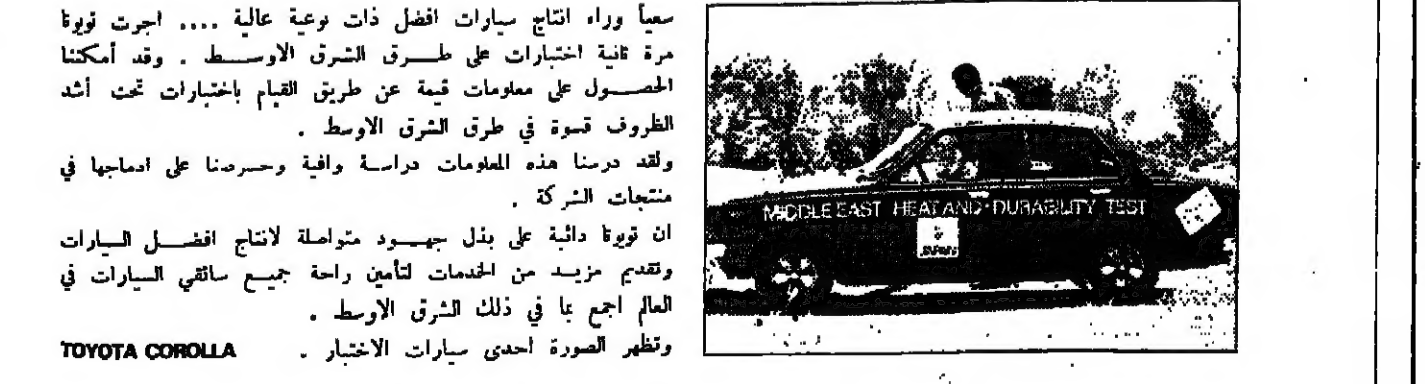 سعياً وراء انتاج سيارات افضل ذات نوعية عالية .... اجرت تويوتا
مرة ثانية اختبارات على طرق الشرق الاوسط . وقد أمكننا
الحصول على معلومات قيمة عن طريق القيام باختبارات تحت أشد
الظروف قسوة في طرق الشرق الاوسط .
ولقد درسنا هذه المعلومات دراسة وافية وحسرصنا على ادماجها في
منتجات الشركة .
ان تويوتا دائبة على بذل جهود متواصلة لانتاج افضل السيارات
وتقديم مزيد من الخدمات لتأمين راحة جميع سائقي السيارات في
العالم اجمع بما في ذلك الشرق الاوسط .
وتظهر الصورة احدى سيارات الاختبار . TOYOTA COROLLA
MIDDLE EAST HEAT AND DURABILITY TEST